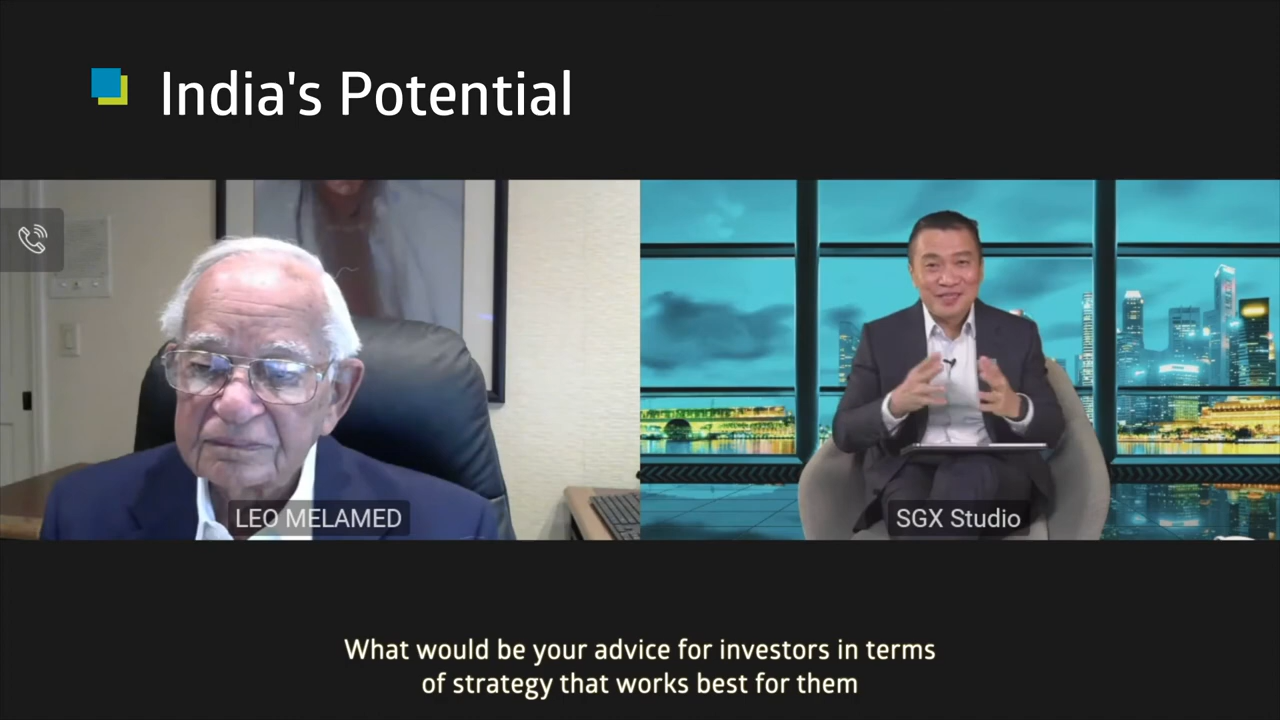 India's Potential
LEO MELAMED
SGX Studio
What would be your advice for investors in terms
of strategy that works best for them